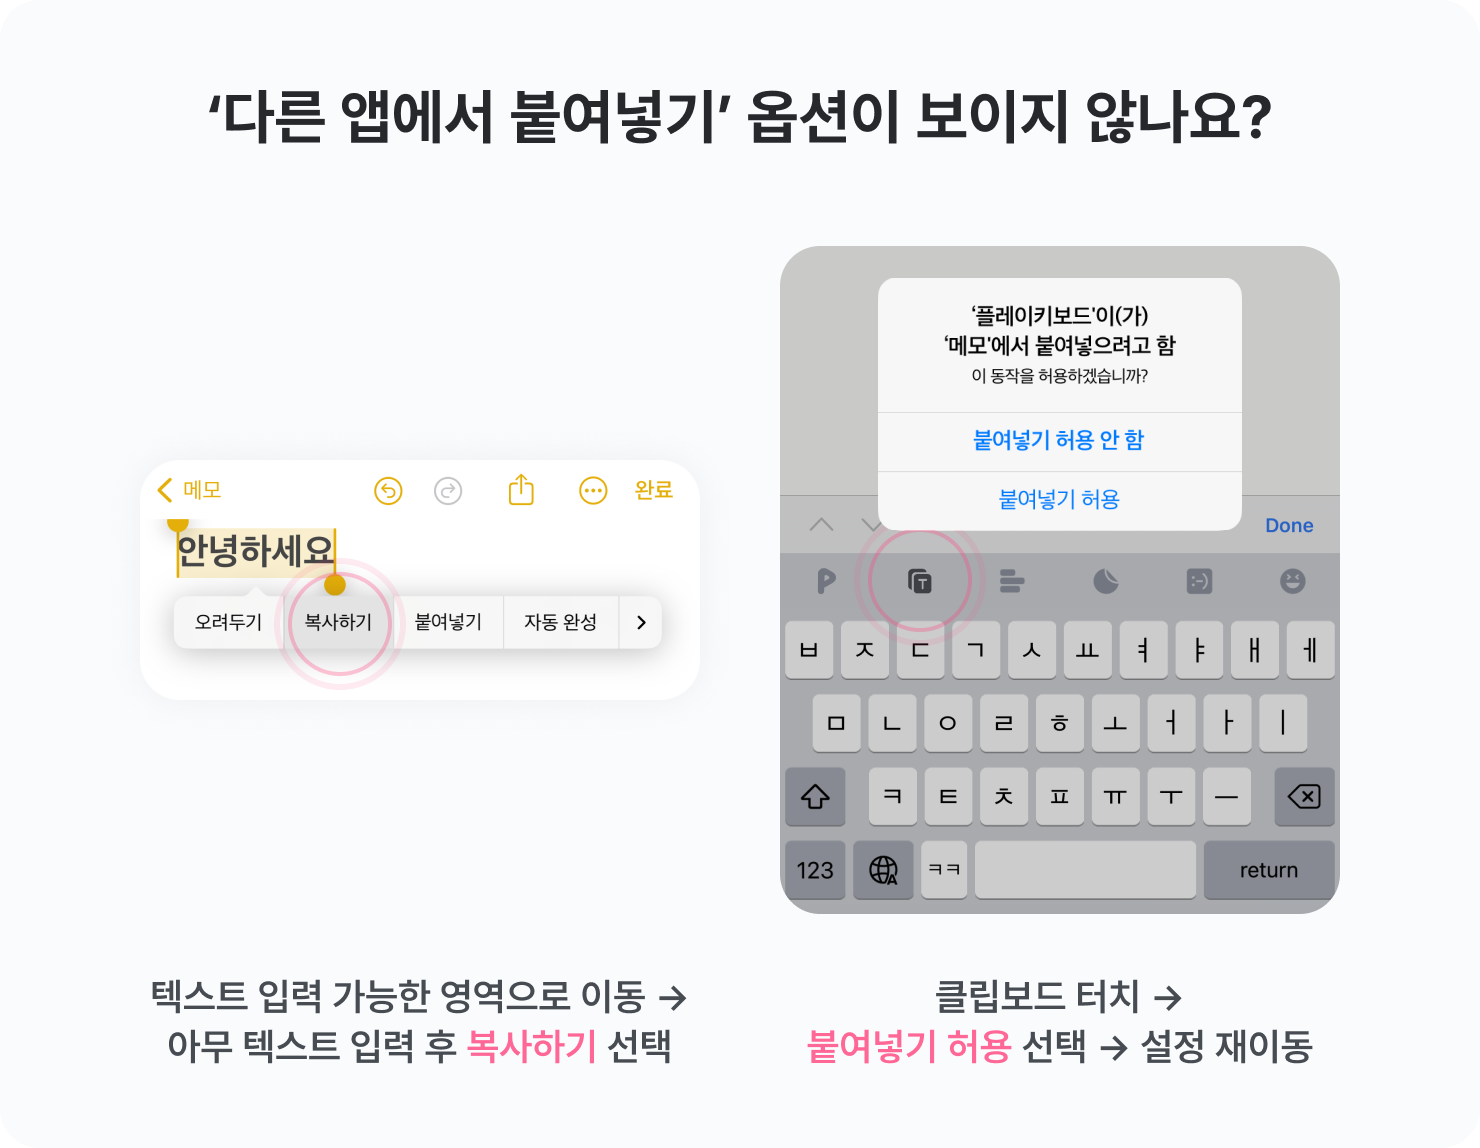 ‘다른 앱에서 붙여넣기’ 옵션이 보이지 않나요?
메모
완료
안녕하세요
오려두기
복사하기
붙여넣기
자동 완성
텍스트 입력 가능한 영역으로 이동 →
아무 텍스트 입력 후 복사하기 선택
‘플레이키보드'이(가)
‘메모'에서 붙여넣으려고 함
이 동작을 허용하겠습니까?
붙여넣기 허용 안 함
붙여넣기 허용
Done
P T :-)
ㅂ ㅈ ㄷ ㄱ ㅅ ㅛ ㅕ ㅑ ㅐ ㅔ
ㅁ ㄴ ㅇ ㄹ ㅎ ㅗ ㅓ ㅏ ㅣ
ㅋ ㅌ ㅊ ㅍ ㅠ ㅜ ㅡ
123 A ㅋㅋ return
클립보드 터치 →
붙여넣기 허용 선택 → 설정 재이동